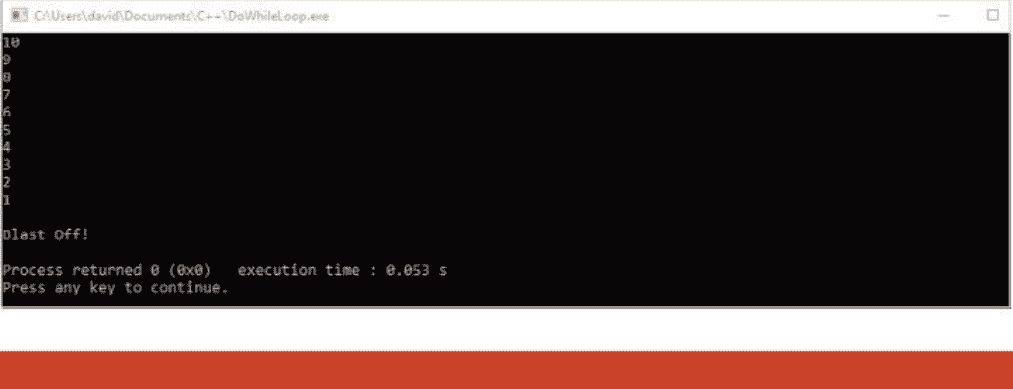 C:\Users\david\Documents\C++\DoWhileLoop.exe
10
9
8
7
6
5
4
3
2
1
Blast Off!
Process returned 0 (0x0) execution time : 0.053 s
Press any key to continue.